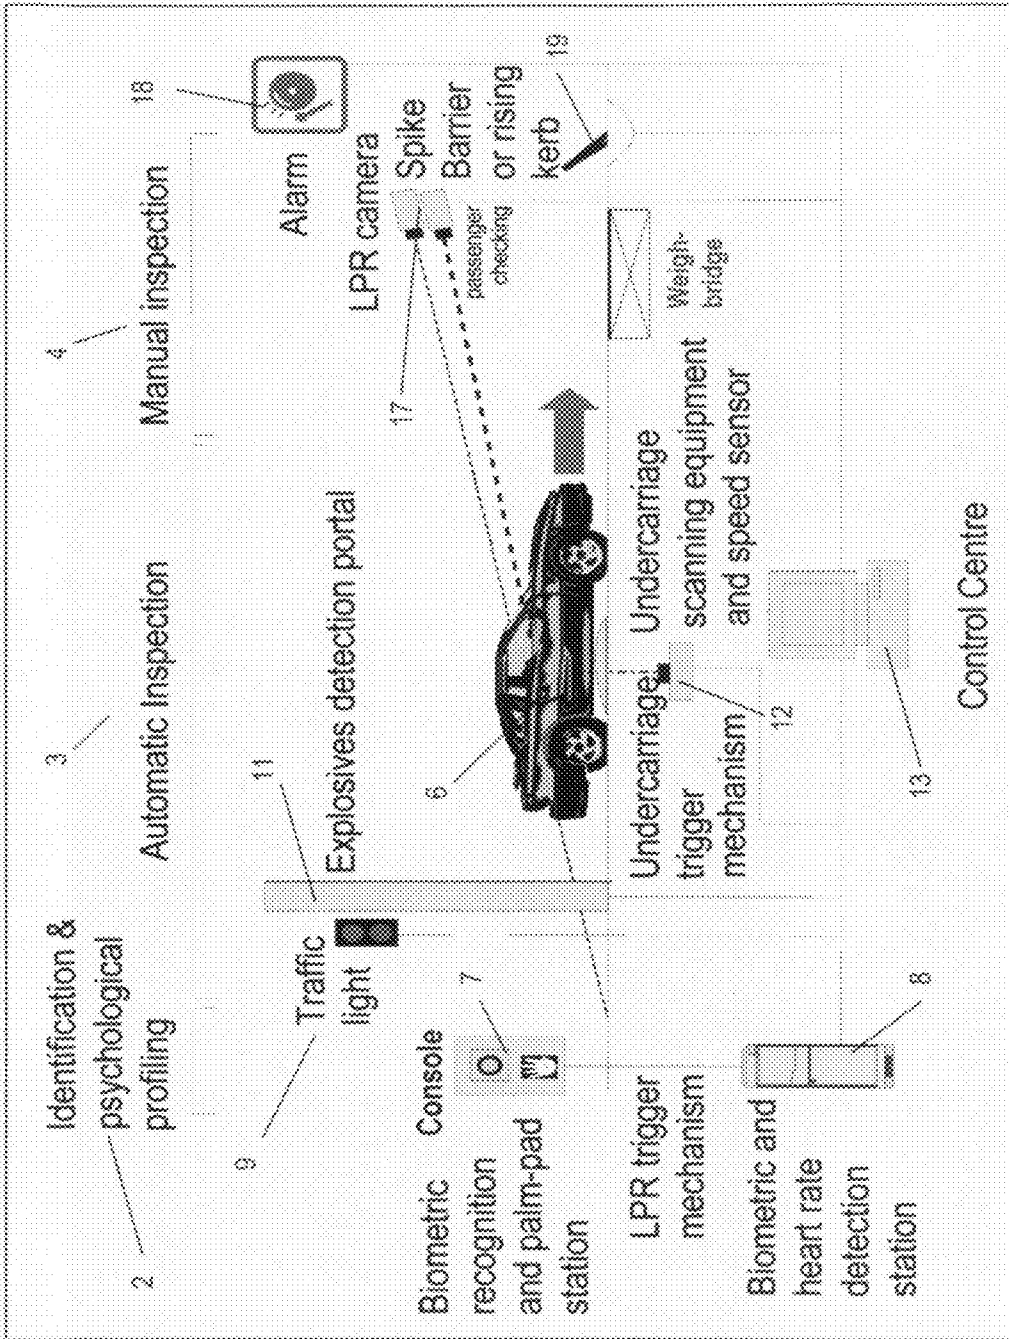 2
Identification &
psychological
profiling
3
Automatic Inspection
4
Manual inspection
18
Alarm
9
Traffic
light
11
Explosives detection portal
LPR camera
17
Spike
Barrier
or rising
kerb
19
passenger
checking
Console
7
Biometric
recognition
and palm-pad
station
6
LPR trigger
mechanism
Undercarriage
trigger
mechanism
12
Undercarriage
scanning equipment
and speed sensor
Weigh-
bridge
Biometric and
heart rate
detection
station
8
13
Control Centre